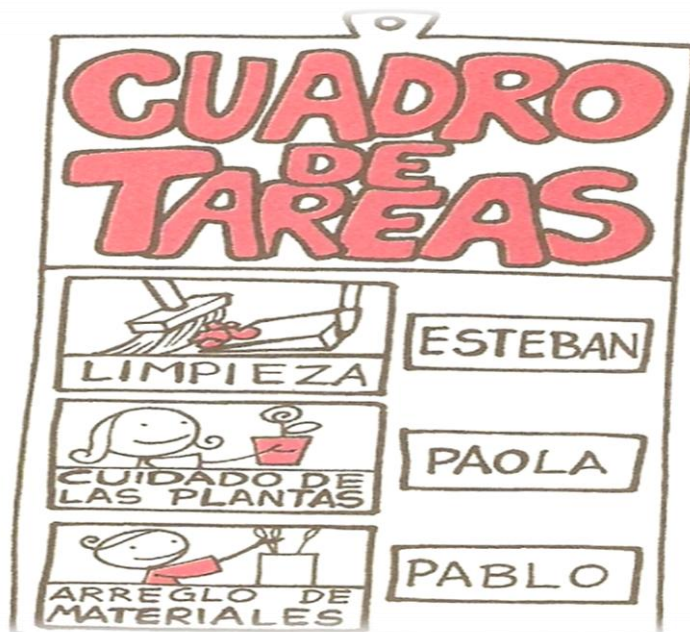 CUADRO
DE
TAREAS
LIMPIEZA
ESTEBAN
CUIDADO DE
LAS PLANTAS
PAOLA
ARREGLO DE
MATERIALES
PABLO